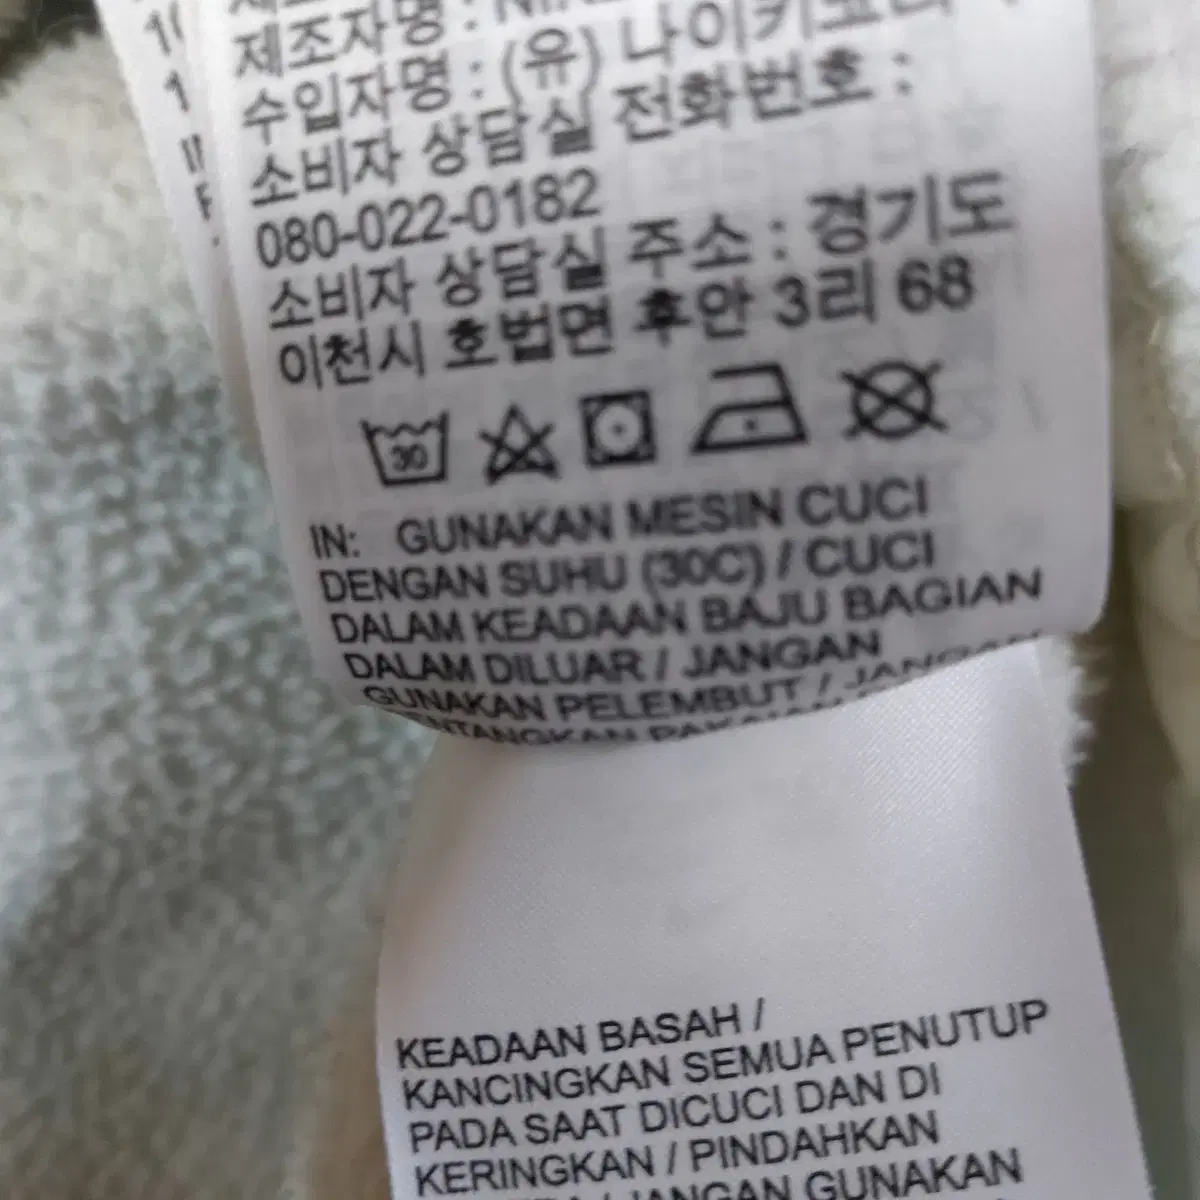 제조자명 : NIKE
수입자명 : (유) 나이키코리아
소비자 상담실 전화번호 :
080-022-0182
소비자 상담실 주소 : 경기도
이천시 호법면 후안 3리 68
30
IN: GUNAKAN MESIN CUCI
DENGAN SUHU (30C) / CUCI
DALAM KEADAAN BAJU BAGIAN
DALAM DILUAR / JANGAN
GUNAKAN PELEMBUT / JANGAN
KEADAAN BASAH /
KANCINGKAN SEMUA PENUTUP
PADA SAAT DICUCI DAN DI
KERINGKAN / PINDAHKAN
/ JANGAN GUNAKAN